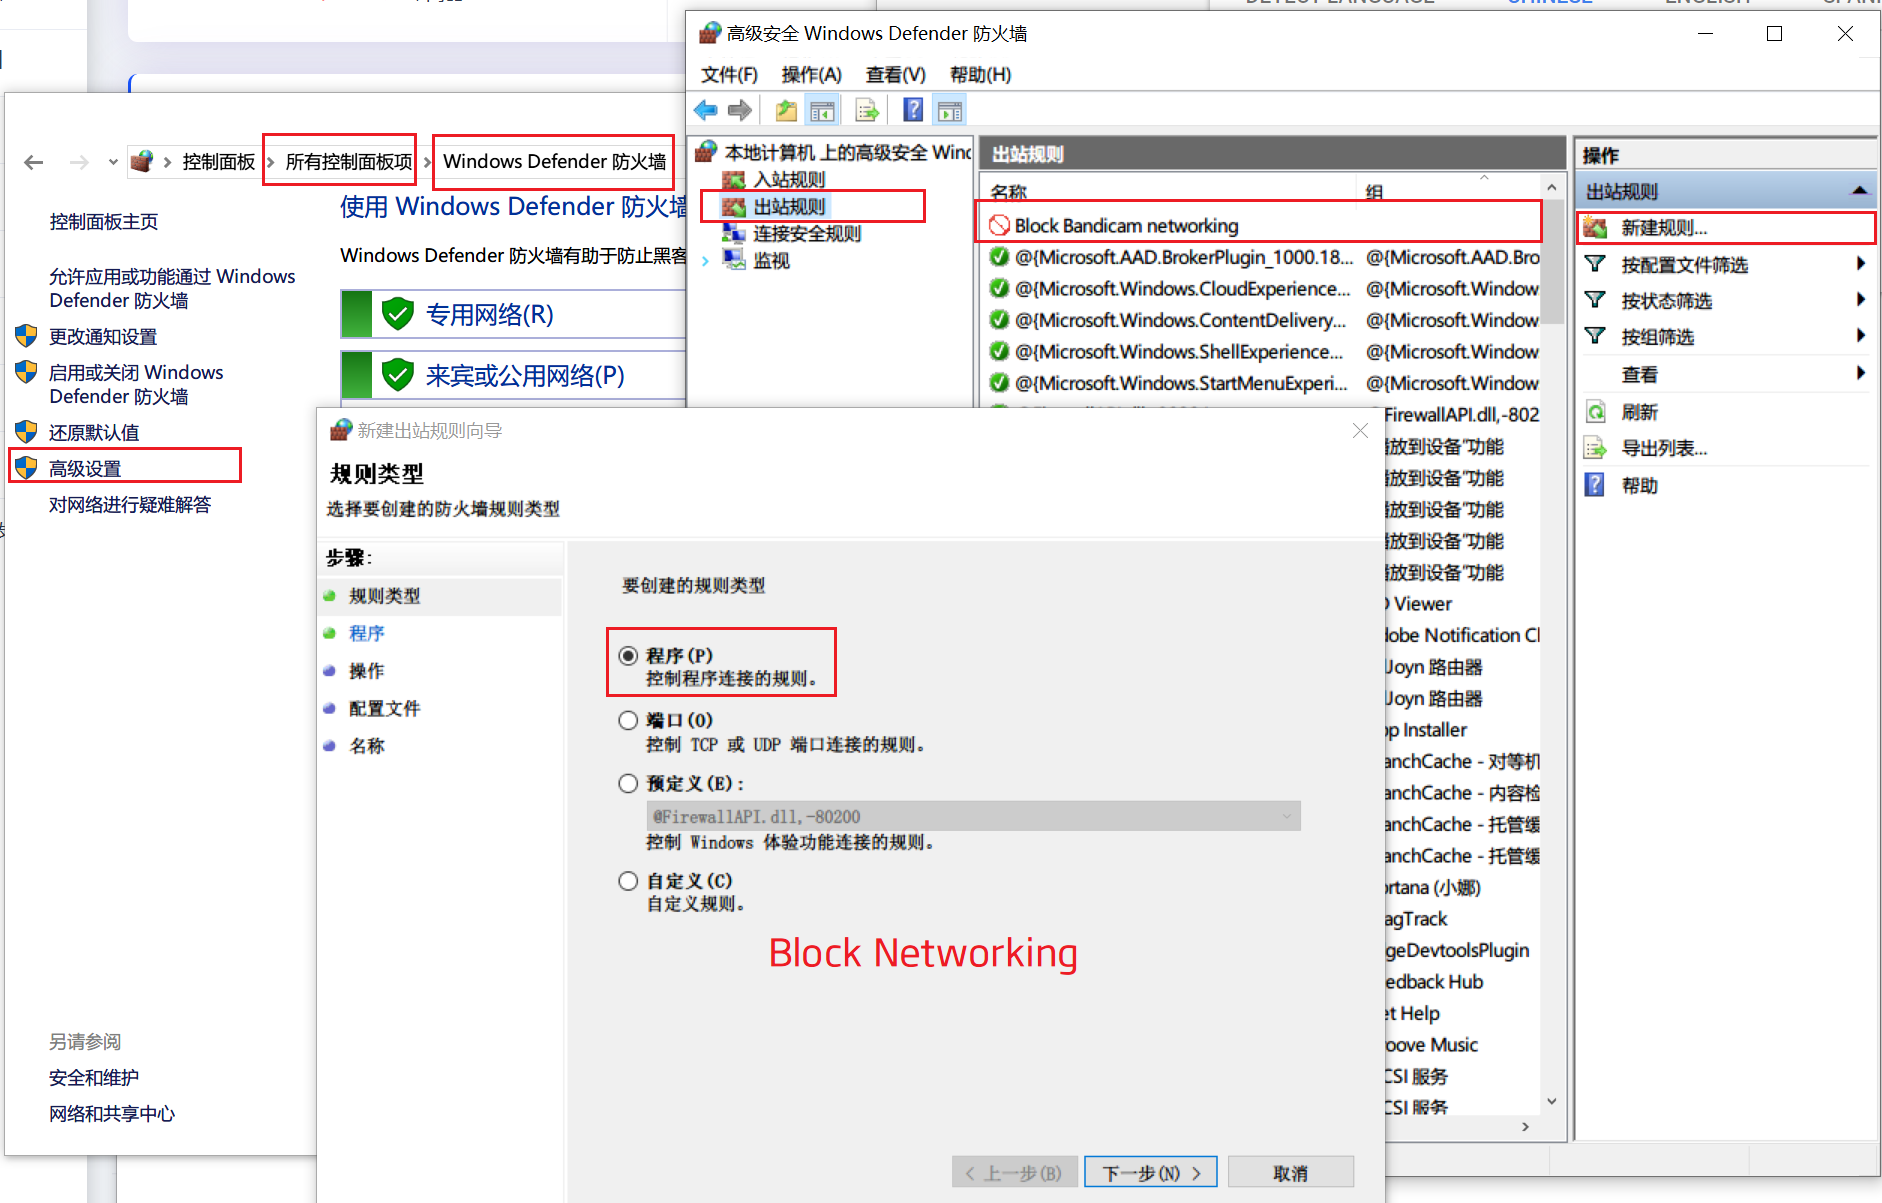 控制面板
所有控制面板项
Windows Defender 防火墙
控制面板主页
允许应用或功能通过 Windows
Defender 防火墙
更改通知设置
启用或关闭 Windows
Defender 防火墙
还原默认值
高级设置
对网络进行疑难解答
另请参阅
安全和维护
网络和共享中心
使用 Windows Defender 防火墙
Windows Defender 防火墙有助于防止黑客
专用网络(R)
来宾或公用网络(P)
DETECT LANGUAGE
CHINESE
ENGLISH
高级安全 Windows Defender 防火墙
文件(F) 操作(A) 查看(V) 帮助(H)
本地计算机 上的高级安全 Wind
入站规则
出站规则
连接安全规则
监视
出站规则
名称 组
Block Bandicam networking
@{Microsoft.AAD.BrokerPlugin_1000.18... @{Microsoft.AAD.Bro
@{Microsoft.Windows.CloudExperience... @{Microsoft.Window
@{Microsoft.Windows.ContentDelivery... @{Microsoft.Window
@{Microsoft.Windows.ShellExperience... @{Microsoft.Window
@{Microsoft.Windows.StartMenuExperi... @{Microsoft.Window
FirewallAPI.dll,-802
放到设备"功能
放到设备"功能
放到设备"功能
放到设备"功能
放到设备"功能
Viewer
dobe Notification Cl
Joyn 路由器
Joyn 路由器
pp Installer
anchCache - 对等机
anchCache - 内容检
anchCache - 托管缓
anchCache - 托管缓
ortana (小娜)
agTrack
geDevtoolsPlugin
edback Hub
et Help
roove Music
CSI 服务
CSI 服务
操作
出站规则
新建规则...
按配置文件筛选
按状态筛选
按组筛选
查看
刷新
导出列表...
帮助
新建出站规则向导
规则类型
选择要创建的防火墙规则类型
步骤:
规则类型
程序
操作
配置文件
名称
要创建的规则类型
程序(P)
控制程序连接的规则。
端口(O)
控制 TCP 或 UDP 端口连接的规则。
预定义(E):
@FirewallAPI.dll,-80200
控制 Windows 体验功能连接的规则。
自定义(C)
自定义规则。
Block Networking
< 上一步(B)
下一步(N) >
取消